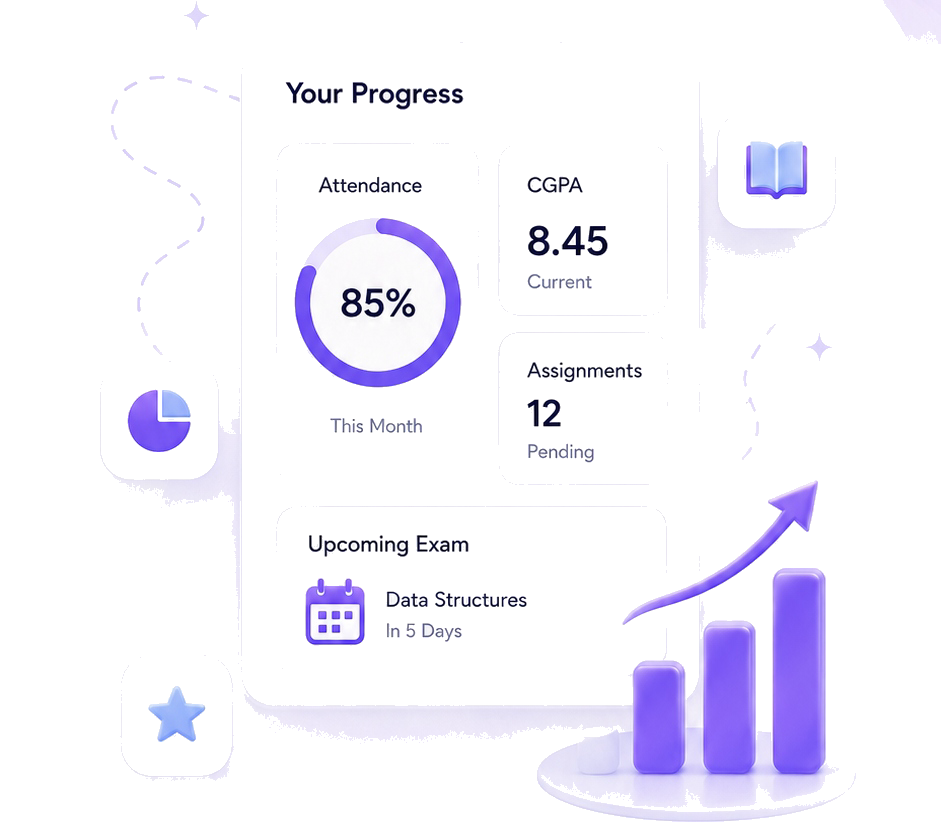 Your Progress
Attendance
85%
This Month
CGPA
8.45
Current
Assignments
12
Pending
Upcoming Exam
Data Structures
In 5 Days